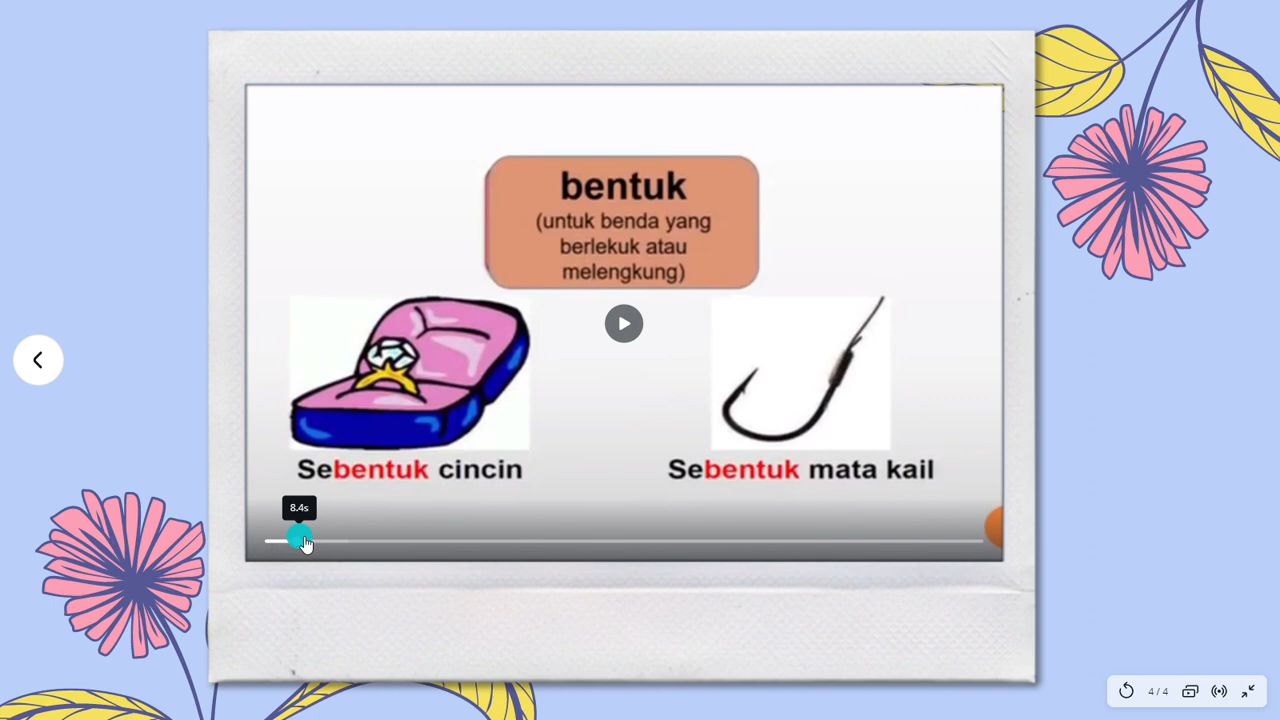 bentuk
(untuk benda yang
berlekuk atau
melengkung)
Sebentuk cincin
Sebentuk mata kail
8.4s
4 / 4